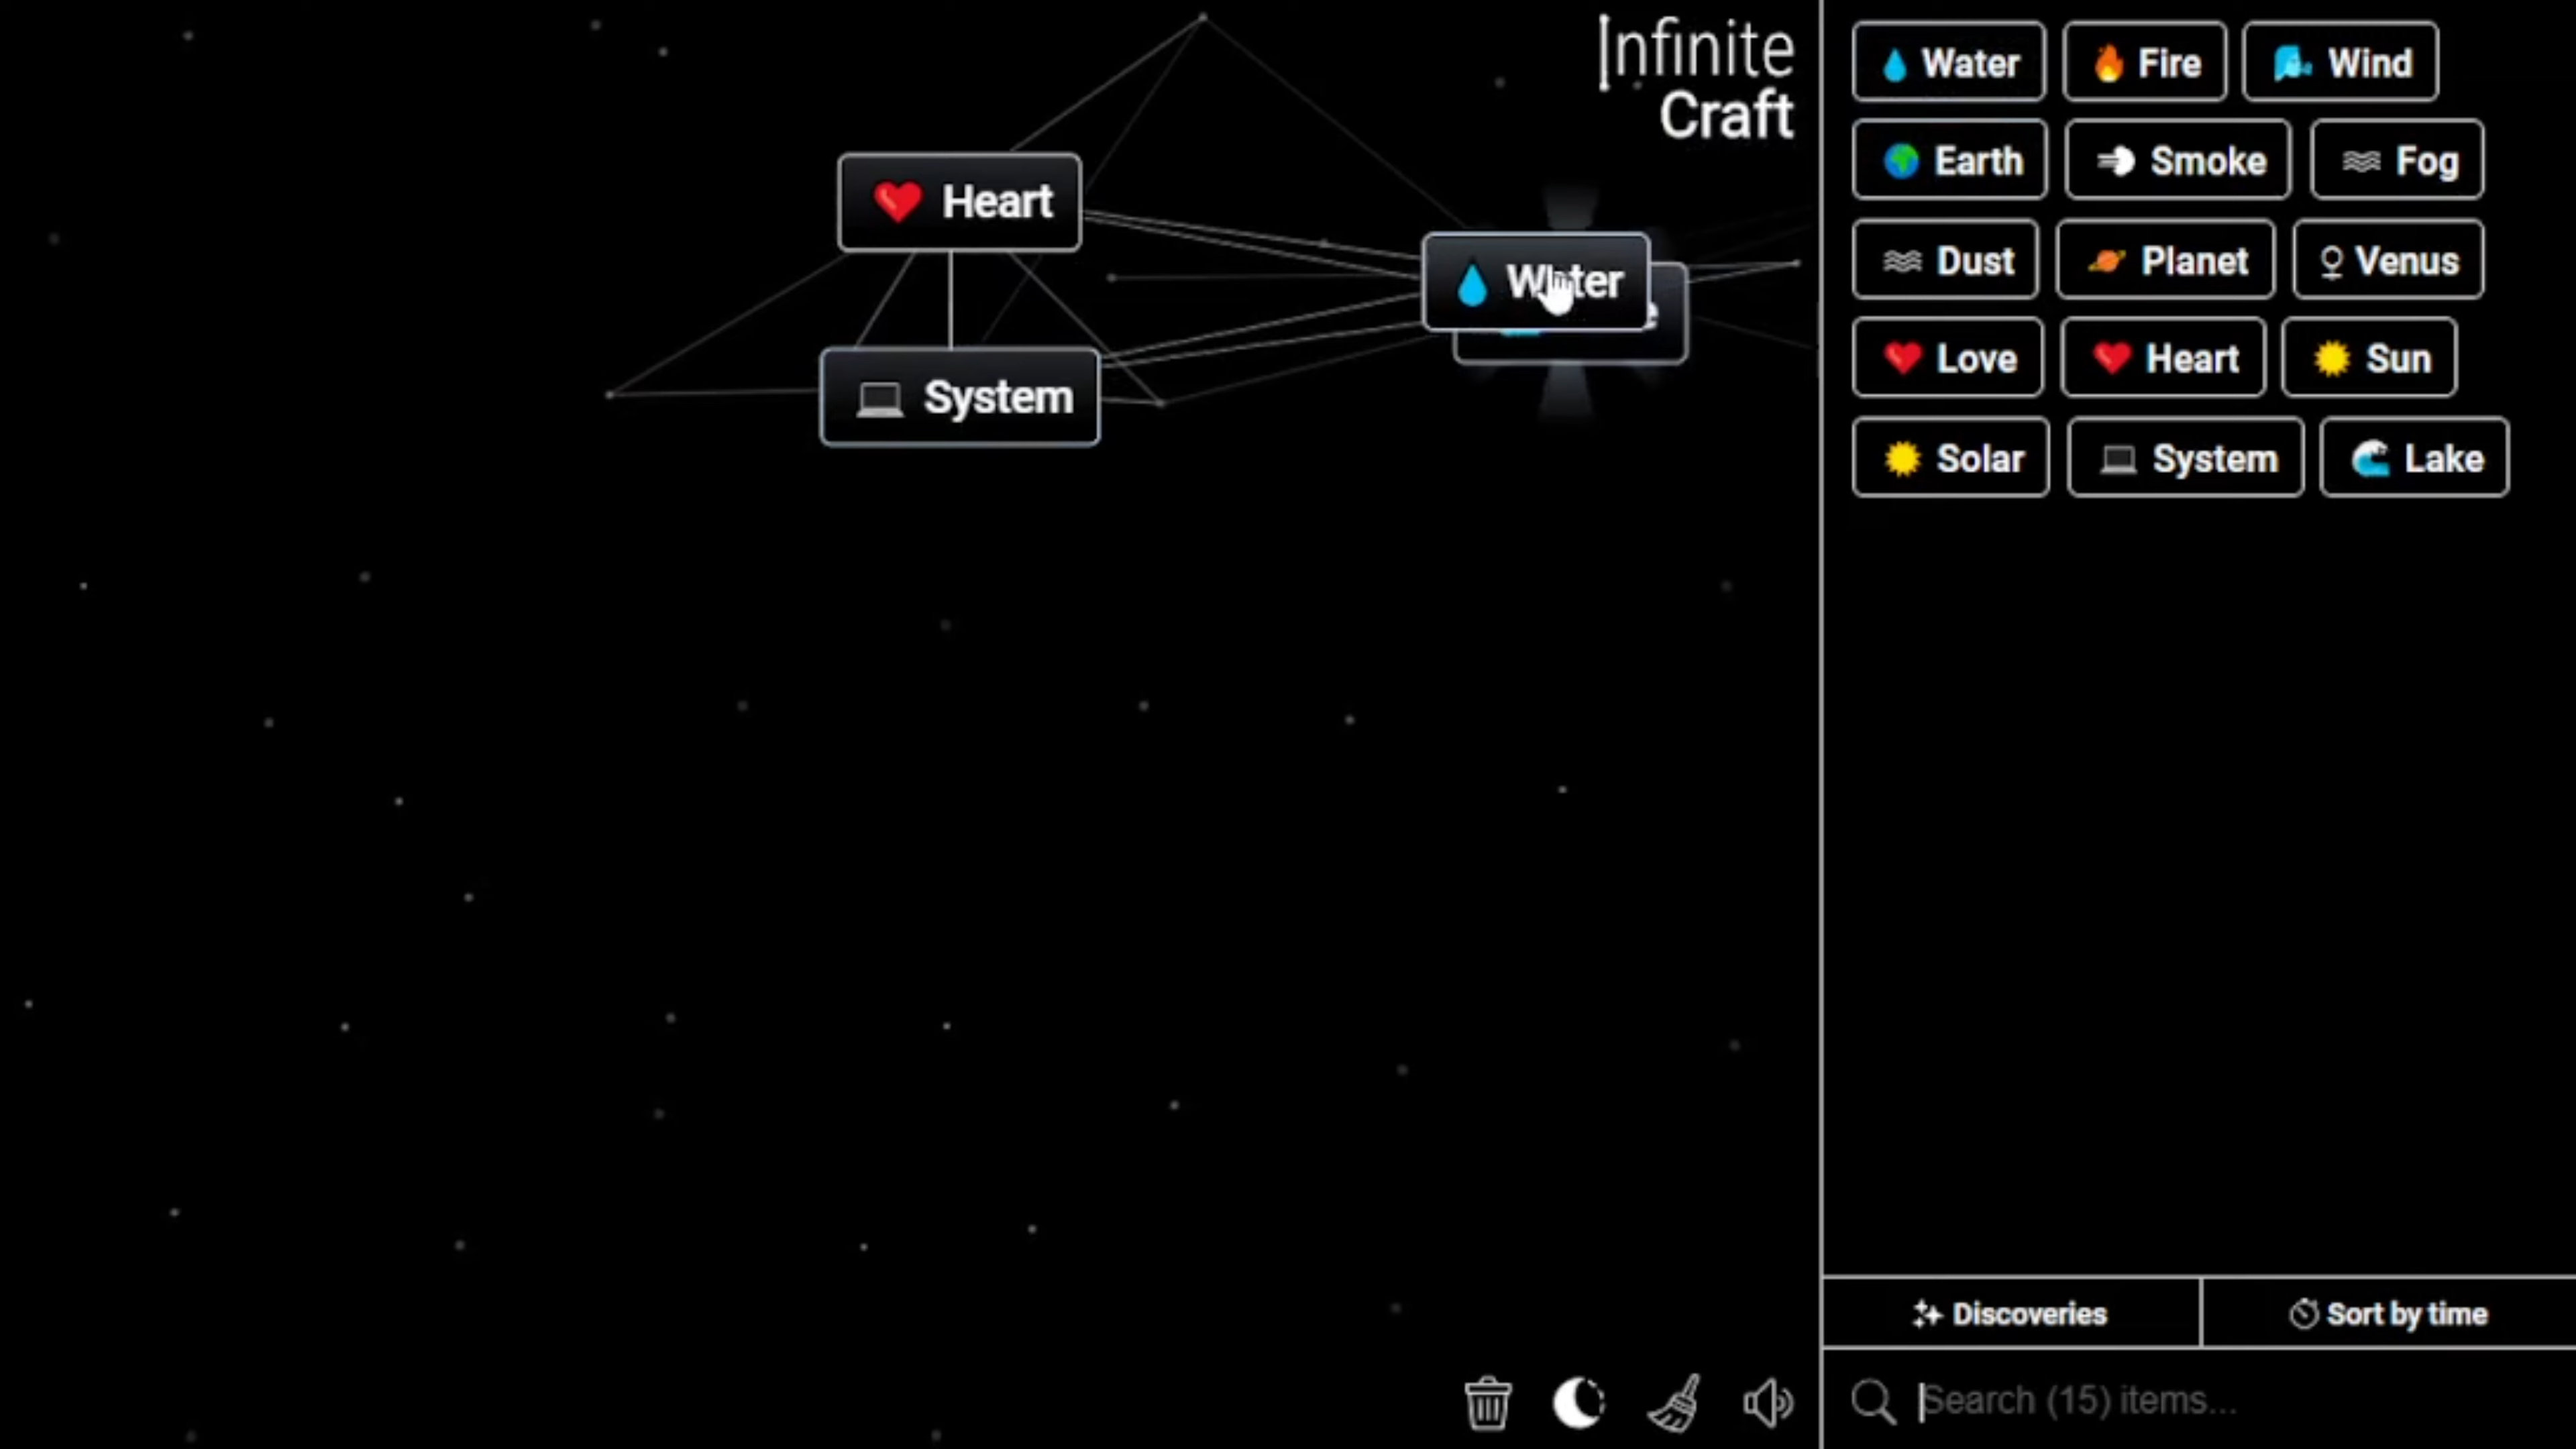 Infinite
Craft
Heart
Water
System
Water
Fire
Wind
Earth
Smoke
Fog
Dust
Planet
Venus
Love
Heart
Sun
Solar
System
Lake
Discoveries
Sort by time
Search (15) items...